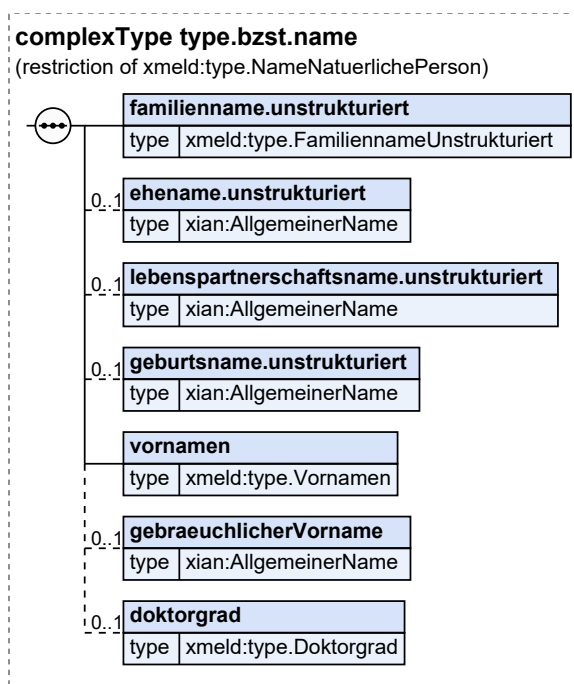 complexType type.bzst.name
(restriction of xmeld:type.NameNatuerlichePerson)
familienname.unstrukturiert
type xmeld:type.FamiliennameUnstrukturiert
0..1 ehename.unstrukturiert
type xian:AllgemeinerName
0..1 lebenspartnerschaftsname.unstrukturiert
type xian:AllgemeinerName
0..1 geburtsname.unstrukturiert
type xian:AllgemeinerName
vornamen
type xmeld:type.Vornamen
0..1 gebraeuchlicherVorname
type xian:AllgemeinerName
0..1 doktorgrad
type xmeld:type.Doktorgrad